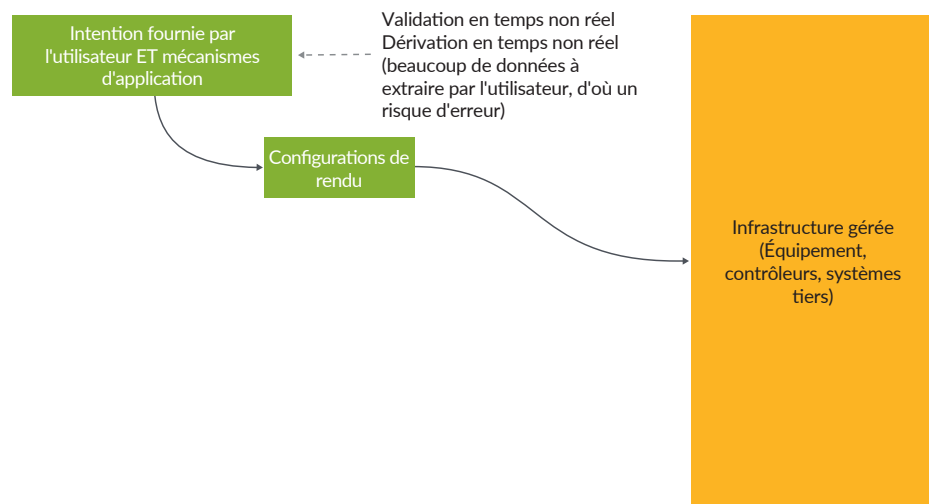 Intention fournie par
l'utilisateur ET mécanismes
d'application
Validation en temps non réel
Dérivation en temps non réel
(beaucoup de données à
extraire par l'utilisateur, d'où un
risque d'erreur)
Configurations de
rendu
Infrastructure gérée
(Équipement,
contrôleurs, systèmes
tiers)